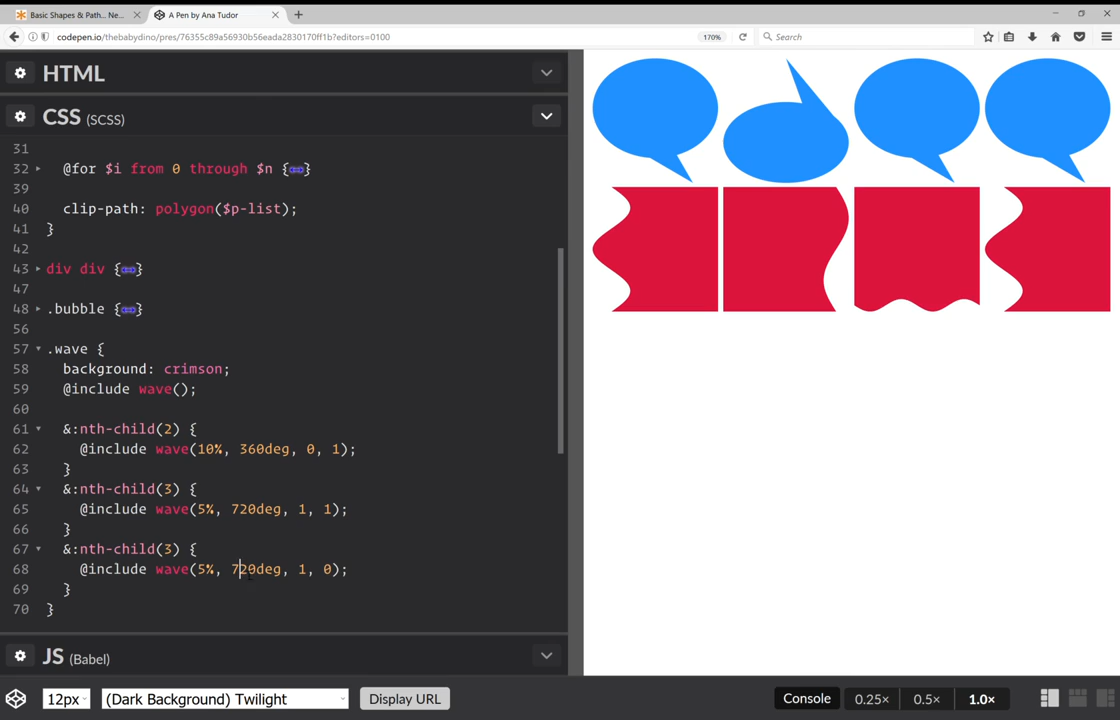 Basic Shapes & Path... Ne...
A Pen by Ana Tudor
codepen.io/thebabydino/pres/76355c89a56930b56eada2830170ff1b?editors=0100
170%
Search
HTML
CSS (SCSS)
31
32 @for $i from 0 through $n {
39
40 clip-path: polygon($p-list);
41 }
42
43 div div {
47
48 .bubble {
56
57 .wave {
58 background: crimson;
59 @include wave();
60
61 &:nth-child(2) {
62 @include wave(10%, 360deg, 0, 1);
63 }
64 &:nth-child(3) {
65 @include wave(5%, 720deg, 1, 1);
66 }
67 &:nth-child(3) {
68 @include wave(5%, 720deg, 1, 0);
69 }
70 }
JS (Babel)
12px
(Dark Background) Twilight
Display URL
Console
0.25×
0.5×
1.0×